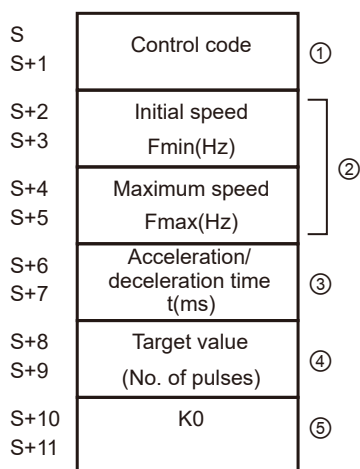 S
S+1
Control code
①
S+2
S+3
Initial speed
Fmin(Hz)
②
S+4
S+5
Maximum speed
Fmax(Hz)
S+6
S+7
Acceleration/
deceleration time
t(ms)
③
S+8
S+9
Target value
(No. of pulses)
④
S+10
S+11
K0
⑤